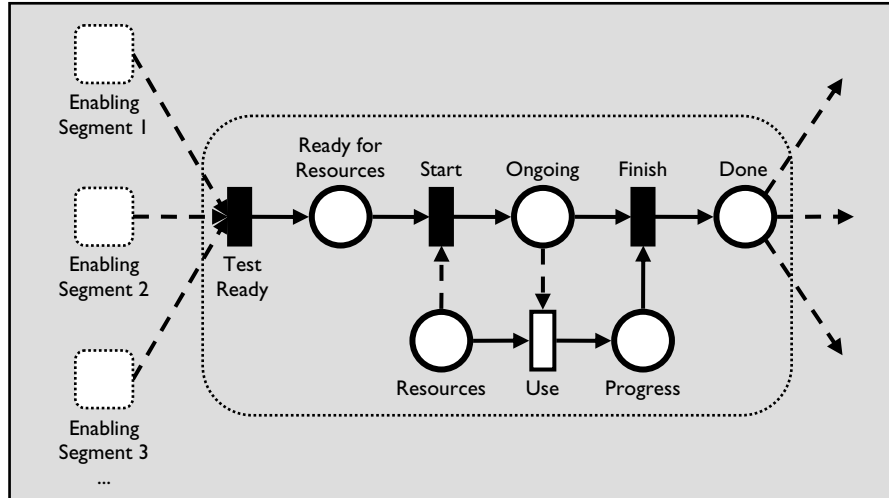 Enabling
Segment 1
Enabling
Segment 2
Enabling
Segment 3
...
Test
Ready
Ready for
Resources
Start
Ongoing
Finish
Done
Resources
Use
Progress